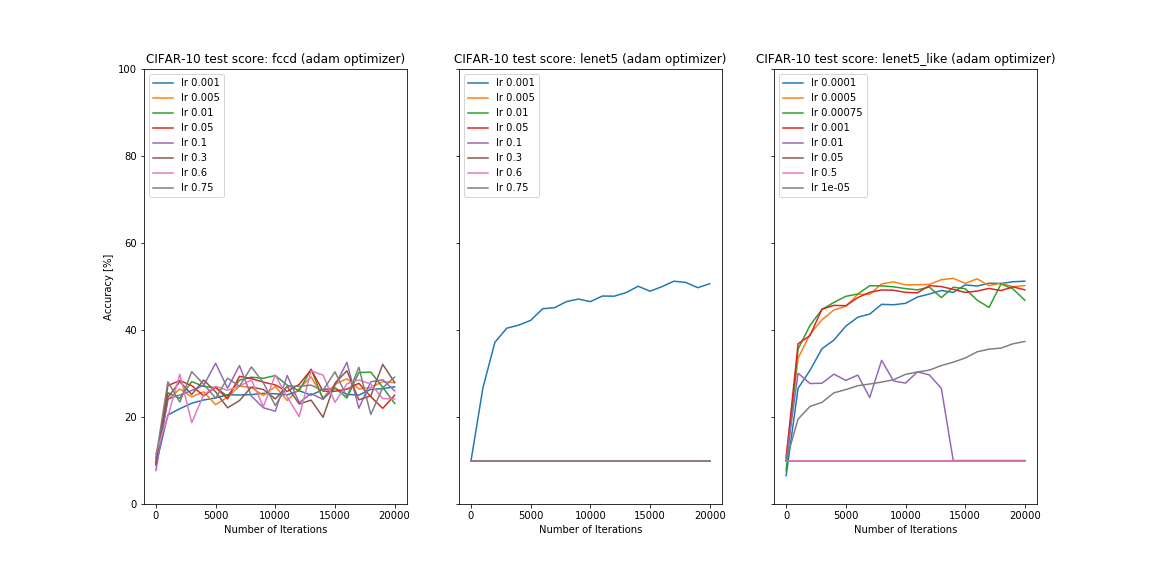 CIFAR-10 test score: fccd (adam optimizer)
100
80
60
40
20
0
Accuracy [%]
lr 0.001
lr 0.005
lr 0.01
lr 0.05
lr 0.1
lr 0.3
lr 0.6
lr 0.75
0
5000
10000
15000
20000
Number of Iterations
CIFAR-10 test score: lenet5 (adam optimizer)
lr 0.001
lr 0.005
lr 0.01
lr 0.05
lr 0.1
lr 0.3
lr 0.6
lr 0.75
0
5000
10000
15000
20000
Number of Iterations
CIFAR-10 test score: lenet5_like (adam optimizer)
lr 0.0001
lr 0.0005
lr 0.00075
lr 0.001
lr 0.01
lr 0.05
lr 0.5
lr 1e-05
0
5000
10000
15000
20000
Number of Iterations